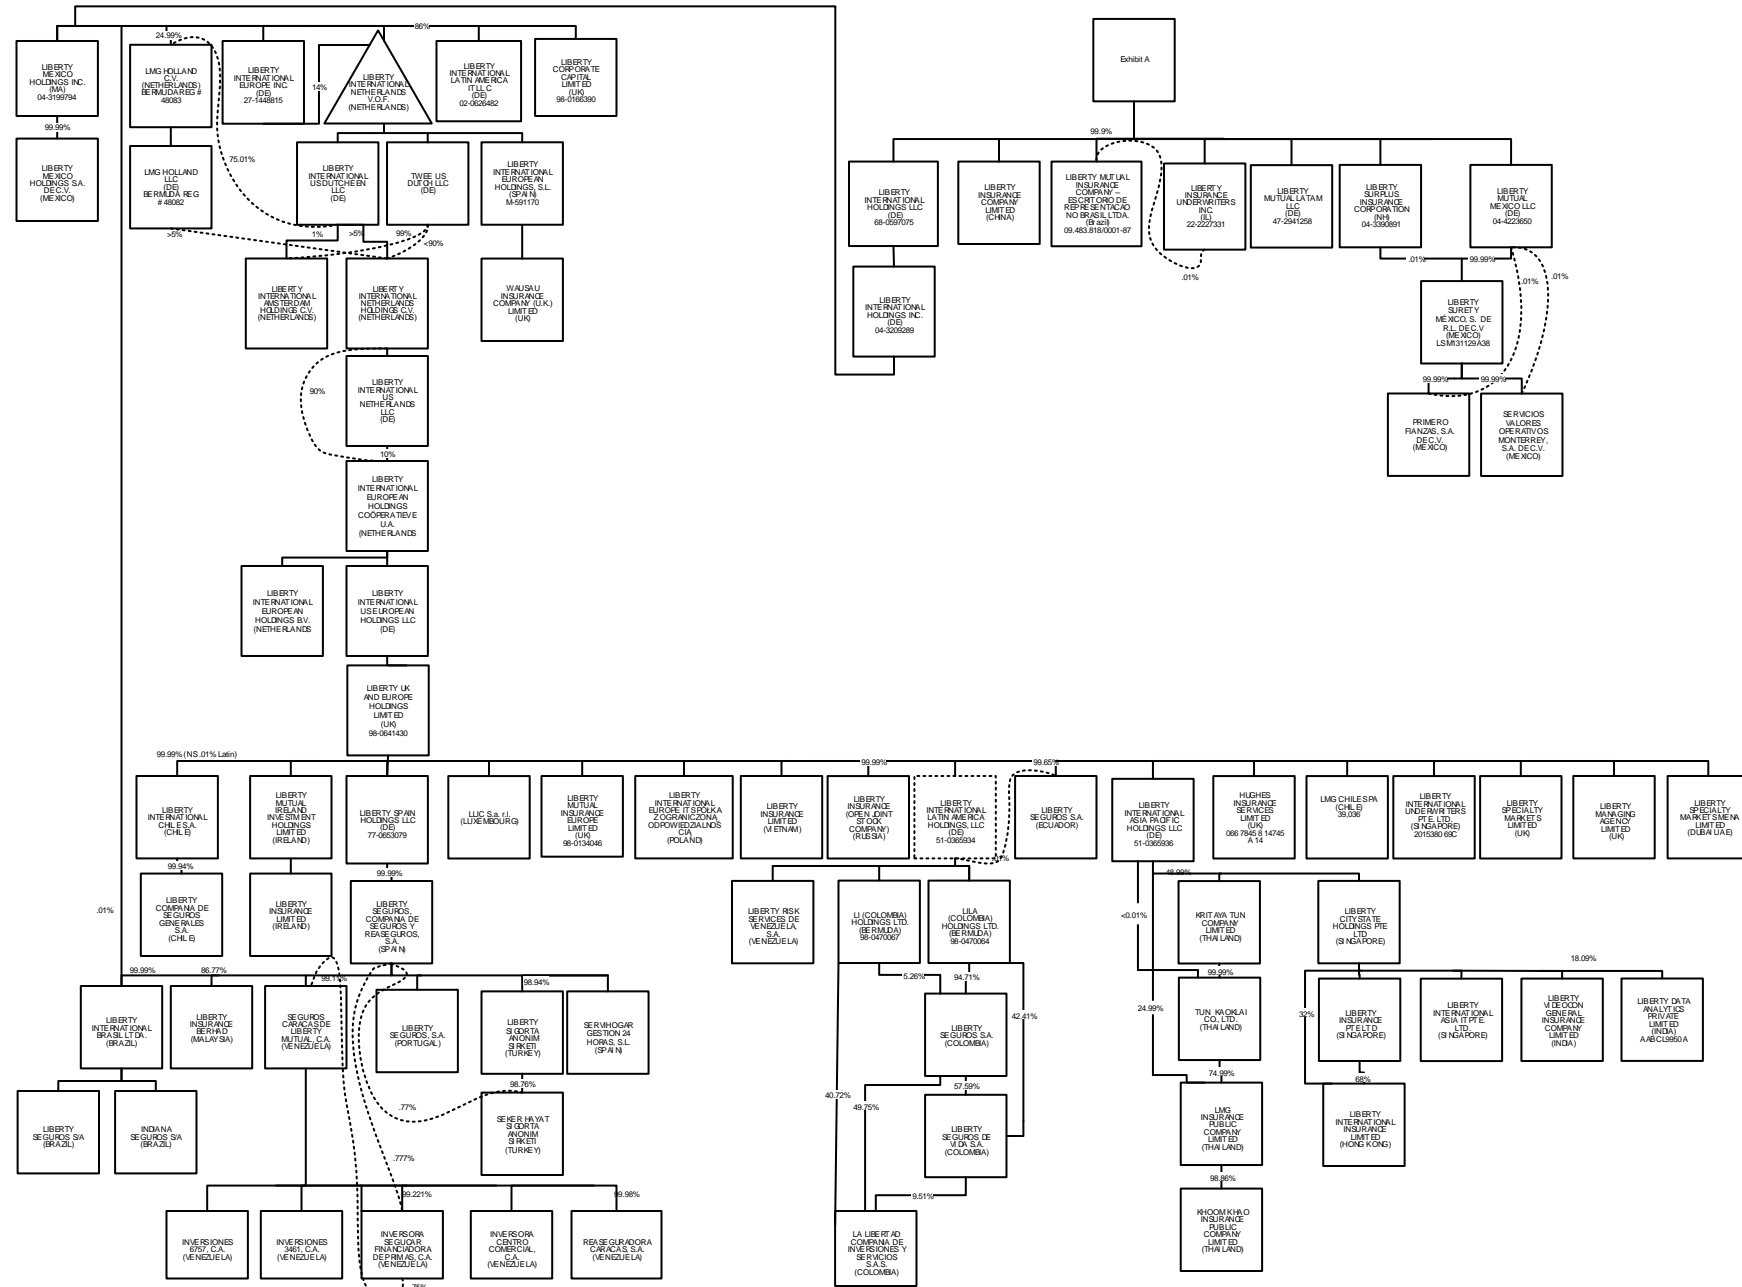 86%
24.99%
LIBERTY
MEXICO
HOLDINGS INC.
(MA)
04-3199794
LMG HOLLAND
C.V.
(NETHERLANDS)
BERMUDA REG #
48083
LIBERTY
INTERNATIONAL
EUROPE INC.
(DE)
27-1448815
14%
LIBERTY
INTERNATIONAL
NETHERLANDS
V.O.F.
(NETHERLANDS)
LIBERTY
INTERNATIONAL
LATIN AMERICA
IT LLC
(DE)
02-0626482
LIBERTY
CORPORATE
CAPITAL
LIMITED
(UK)
98-0166390
Exhibit A
99.99%
LIBERTY
MEXICO
HOLDINGS S.A.
DE C.V.
(MEXICO)
LMG HOLLAND
LLC
(DE)
BERMUDA REG
# 48082
75.01%
LIBERTY
INTERNATIONAL
US DUTCH EEN
LLC
(DE)
TWEE US
DUTCH LLC
(DE)
LIBERTY
INTERNATIONAL
EUROPEAN
HOLDINGS, S.L.
(SPAIN)
M-591170
99.9%
LIBERTY
INTERNATIONAL
HOLDINGS LLC
(DE)
68-0597075
LIBERTY
INSURANCE
COMPANY
LIMITED
(CHINA)
LIBERTY MUTUAL
INSURANCE
COMPANY –
ESCRITORIO DE
REPRESENTACAO
NO BRASIL LTDA.
(Brazil)
09.483.818/0001-87
LIBERTY
INSURANCE
UNDERWRITERS
INC.
(IL)
22-2227331
LIBERTY
MUTUAL LATAM
LLC
(DE)
47-2941258
LIBERTY
SURPLUS
INSURANCE
CORPORATION
(NH)
04-3390891
LIBERTY
MUTUAL
MEXICO LLC
(DE)
04-4223650
>5%
1%
>5%
99%
<90%
.01%
.01%
99.99%
.01%
.01%
LIBERTY
INTERNATIONAL
AMSTERDAM
HOLDINGS C.V.
(NETHERLANDS)
LIBERTY
INTERNATIONAL
NETHERLANDS
HOLDINGS C.V.
(NETHERLANDS)
WAUSAU
INSURANCE
COMPANY (U.K.)
LIMITED
(UK)
LIBERTY
INTERNATIONAL
HOLDINGS INC.
(DE)
04-3209289
LIBERTY
SURETY
MÉXICO, S. DE
R.L. DE C.V
(MEXICO)
LSM131129A38
99.99%
99.99%
PRIMERO
FIANZAS, S.A.
DE C.V.
(MEXICO)
SERVICIOS
VALORES
OPERATIVOS
MONTERREY,
S.A. DE C.V.
(MEXICO)
90%
LIBERTY
INTERNATIONAL
US
NETHERLANDS
LLC
(DE)
10%
LIBERTY
INTERNATIONAL
EUROPEAN
HOLDINGS
COÖPERATIEVE
U.A.
(NETHERLANDS
LIBERTY
INTERNATIONAL
EUROPEAN
HOLDINGS B.V.
(NETHERLANDS
LIBERTY
INTERNATIONAL
US EUROPEAN
HOLDINGS LLC
(DE)
LIBERTY UK
AND EUROPE
HOLDINGS
LIMITED
(UK)
98-0641430
99.99% (NS .01% Latin)
99.99%
99.65%
LIBERTY
INTERNATIONAL
CHILE S.A.
(CHILE)
LIBERTY
MUTUAL
IRELAND
INVESTMENT
HOLDINGS
LIMITED
(IRELAND)
LIBERTY SPAIN
HOLDINGS LLC
(DE)
77-0653079
LLIC S.a. r.l.
(LUXEMBOURG)
LIBERTY
MUTUAL
INSURANCE
EUROPE
LIMITED
(UK)
98-0134046
LIBERTY
INTERNATIONAL
EUROPE IT SPÓŁKA
Z OGRANICZONĄ
ODPOWIEDZIALNOŚ
CIĄ
(POLAND)
LIBERTY
INSURANCE
LIMITED
(VIETNAM)
LIBERTY
INSURANCE
(OPEN JOINT
STOCK
COMPANY)
(RUSSIA)
LIBERTY
INTERNATIONAL
LATIN AMERICA
HOLDINGS, LLC
(DE)
51-0365934
LIBERTY
SEGUROS S.A.
(ECUADOR)
LIBERTY
INTERNATIONAL
ASIA PACIFIC
HOLDINGS LLC
(DE)
51-0365936
HUGHES
INSURANCE
SERVICES
LIMITED
(UK)
066 7845 8 14745
A 14
LMG CHILE SPA
(CHILE)
39,036
LIBERTY
INTERNATIONAL
UNDERWRITERS
PTE. LTD.
(SINGAPORE)
2015380 69C
LIBERTY
SPECIALTY
MARKETS
LIMITED
(UK)
LIBERTY
MANAGING
AGENCY
LIMITED
(UK)
LIBERTY
SPECIALTY
MARKETS MENA
LIMITED
(DUBAI UAE)
99.94%
99.99%
48.99%
LIBERTY
COMPANIA DE
SEGUROS
GENERALES
S.A.
(CHILE)
LIBERTY
INSURANCE
LIMITED
(IRELAND)
LIBERTY
SEGUROS,
COMPANIA DE
SEGUROS Y
REASEGUROS,
S.A.
(SPAIN)
LIBERTY RISK
SERVICES DE
VENEZUELA,
S.A.
(VENEZUELA)
LI (COLOMBIA)
HOLDINGS LTD.
(BERMUDA)
98-0470067
LILA
(COLOMBIA)
HOLDINGS LTD.
(BERMUDA)
98-0470064
<0.01%
KRITAYA TUN
COMPANY
LIMITED
(THAILAND)
LIBERTY
CITYSTATE
HOLDINGS PTE
LTD
(SINGAPORE)
.01%
99.99%
86.77%
98.94%
5.26%
94.71%
99.99%
18.09%
LIBERTY
INTERNATIONAL
BRASIL LTDA.
(BRAZIL)
LIBERTY
INSURANCE
BERHAD
(MALAYSIA)
SEGUROS
CARACAS DE
LIBERTY
MUTUAL, C.A.
(VENEZUELA)
LIBERTY
SEGUROS, S.A.
(PORTUGAL)
LIBERTY
SIGORTA
ANONIM
SIRKETI
(TURKEY)
SERVIHOGAR
GESTION 24
HORAS, S.L.
(SPAIN)
LIBERTY
SEGUROS S.A.
(COLOMBIA)
42.41%
24.99%
TUN KAOKLAI
CO., LTD.
(THAILAND)
32%
LIBERTY
INSURANCE
PTE LTD
(SINGAPORE)
LIBERTY
INTERNATIONAL
ASIA IT PTE.
LTD.
(SINGAPORE)
LIBERTY
VIDEOCON
GENERAL
INSURANCE
COMPANY
LIMITED
(INDIA)
LIBERTY DATA
ANALYTICS
PRIVATE
LIMITED
(INDIA)
AABCL9950 A
98.76%
57.59%
74.99%
68%
LIBERTY
SEGUROS S/A
(BRAZIL)
INDIANA
SEGUROS S/A
(BRAZIL)
.77%
SEKER HAYAT
SIGORTA
ANONIM
SIRKETI
(TURKEY)
40.72%
49.75%
LIBERTY
SEGUROS DE
VIDA S.A.
(COLOMBIA)
LMG
INSURANCE
PUBLIC
COMPANY
LIMITED
(THAILAND)
LIBERTY
INTERNATIONAL
INSURANCE
LIMITED
(HONG KONG)
.777%
99.221%
99.98%
9.51%
98.86%
INVERSIONES
6757, C.A.
(VENEZUELA)
INVERSIONES
3461, C.A.
(VENEZUELA)
INVERSORA
SEGUCAR
FINANCIADORA
DE PRIMAS, C.A.
(VENEZUELA)
INVERSORA
CENTRO
COMERCIAL,
C.A.
(VENEZUELA)
REASEGURADORA
CARACAS, S.A.
(VENEZUELA)
LA LIBERTAD
COMPANIA DE
INVERSIONES Y
SERVICIOS
S.A.S.
(COLOMBIA)
KHOOM KHAO
INSURANCE
PUBLIC
COMPANY
LIMITED
(THAILAND)